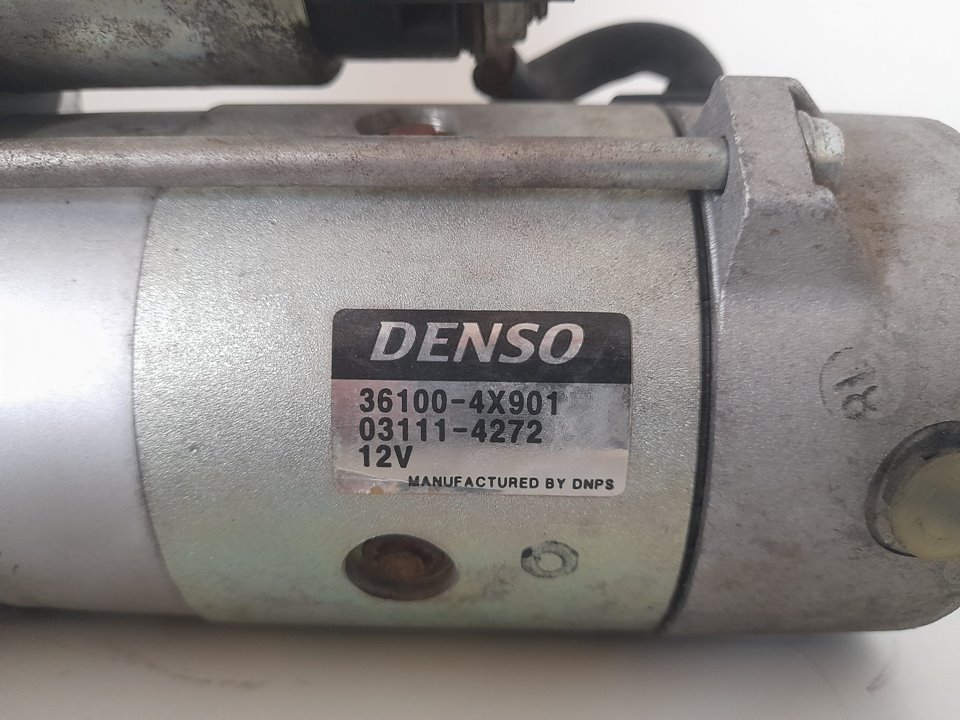 DENSO
36100-4X901
03111-4272
12V
MANUFACTURED BY DNPS